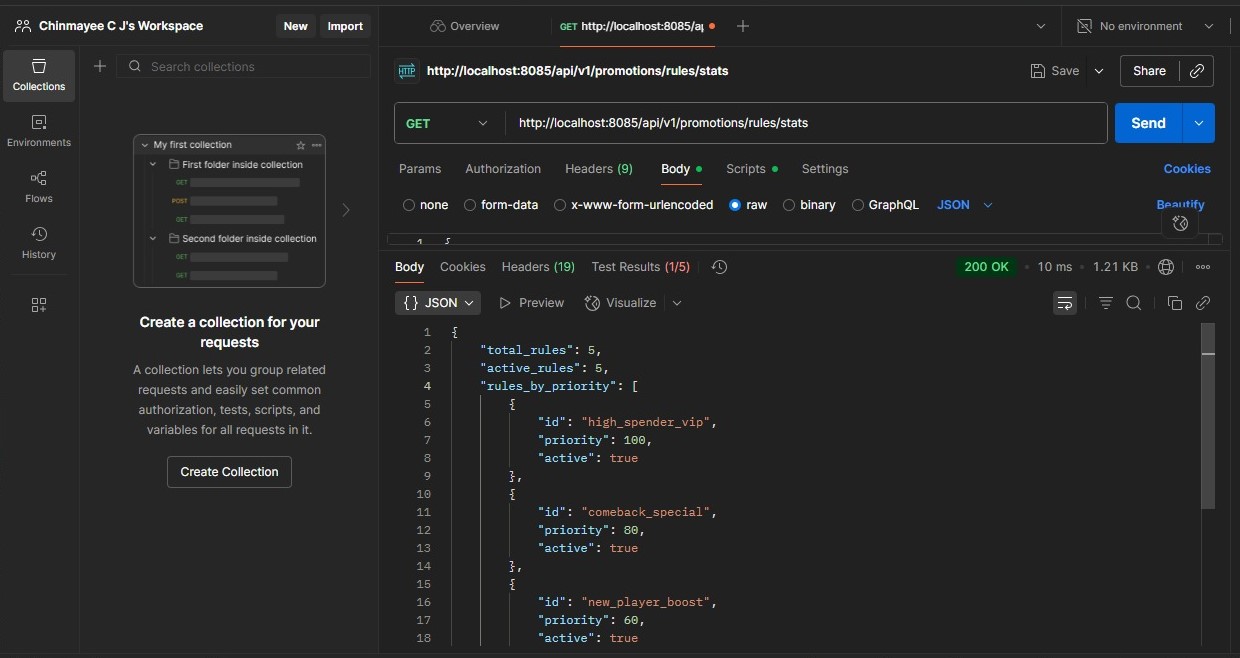 Chinmayee C J's Workspace
New
Import
Overview
GET http://localhost:8085/ap
No environment
Collections
Environments
Flows
History
Search collections
My first collection
First folder inside collection
GET
POST
GET
Second folder inside collection
GET
GET
Create a collection for your
requests
A collection lets you group related
requests and easily set common
authorization, tests, scripts, and
variables for all requests in it.
Create Collection
HTTP
http://localhost:8085/api/v1/promotions/rules/stats
Save
Share
GET
http://localhost:8085/api/v1/promotions/rules/stats
Send
Params
Authorization
Headers (9)
Body
Scripts
Settings
Cookies
none
form-data
x-www-form-urlencoded
raw
binary
GraphQL
JSON
Beautify
1 {
Body
Cookies
Headers (19)
Test Results (1/5)
200 OK
10 ms
1.21 KB
{} JSON
Preview
Visualize
1 {
2 "total_rules": 5,
3 "active_rules": 5,
4 "rules_by_priority": [
5 {
6 "id": "high_spender_vip",
7 "priority": 100,
8 "active": true
9 },
10 {
11 "id": "comeback_special",
12 "priority": 80,
13 "active": true
14 },
15 {
16 "id": "new_player_boost",
17 "priority": 60,
18 "active": true